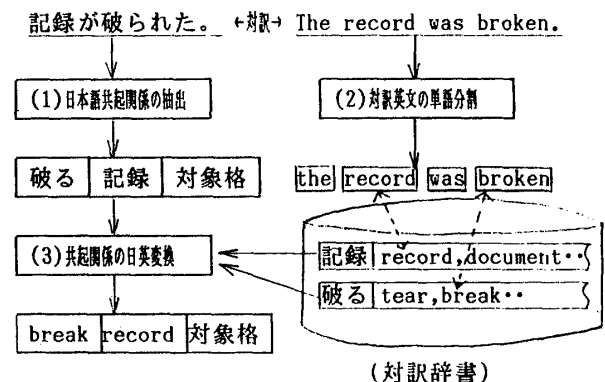 記録が破られた。 ←対訳→ The record was broken.
(1)日本語共起関係の抽出
(2)対訳英文の単語分割
破る 記録 対象格
the record was broken
(3)共起関係の日英変換
記録 record,document‥
破る tear,break‥
break record 対象格
(対訳辞書)